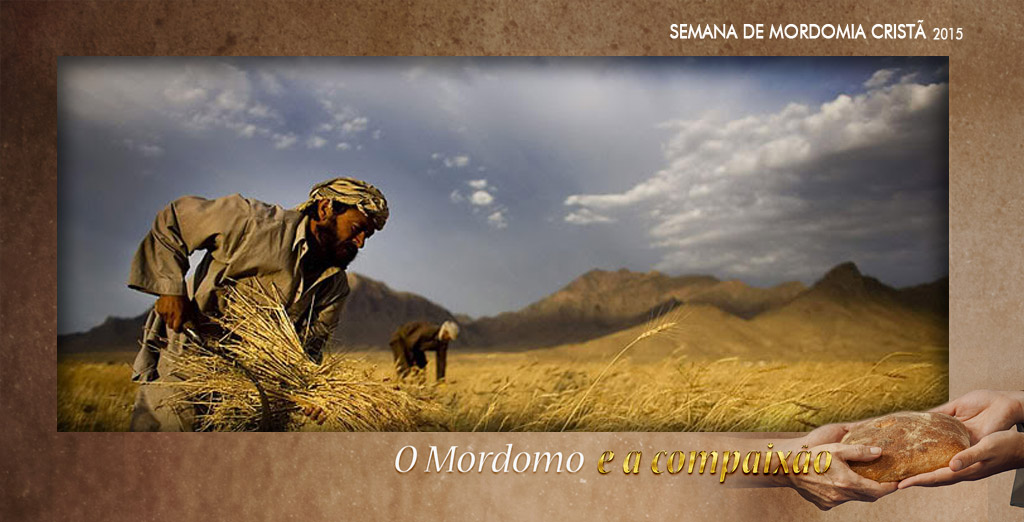 SEMANA DE MORDOMIA CRISTÃ 2015
O Mordomo e a compaixão